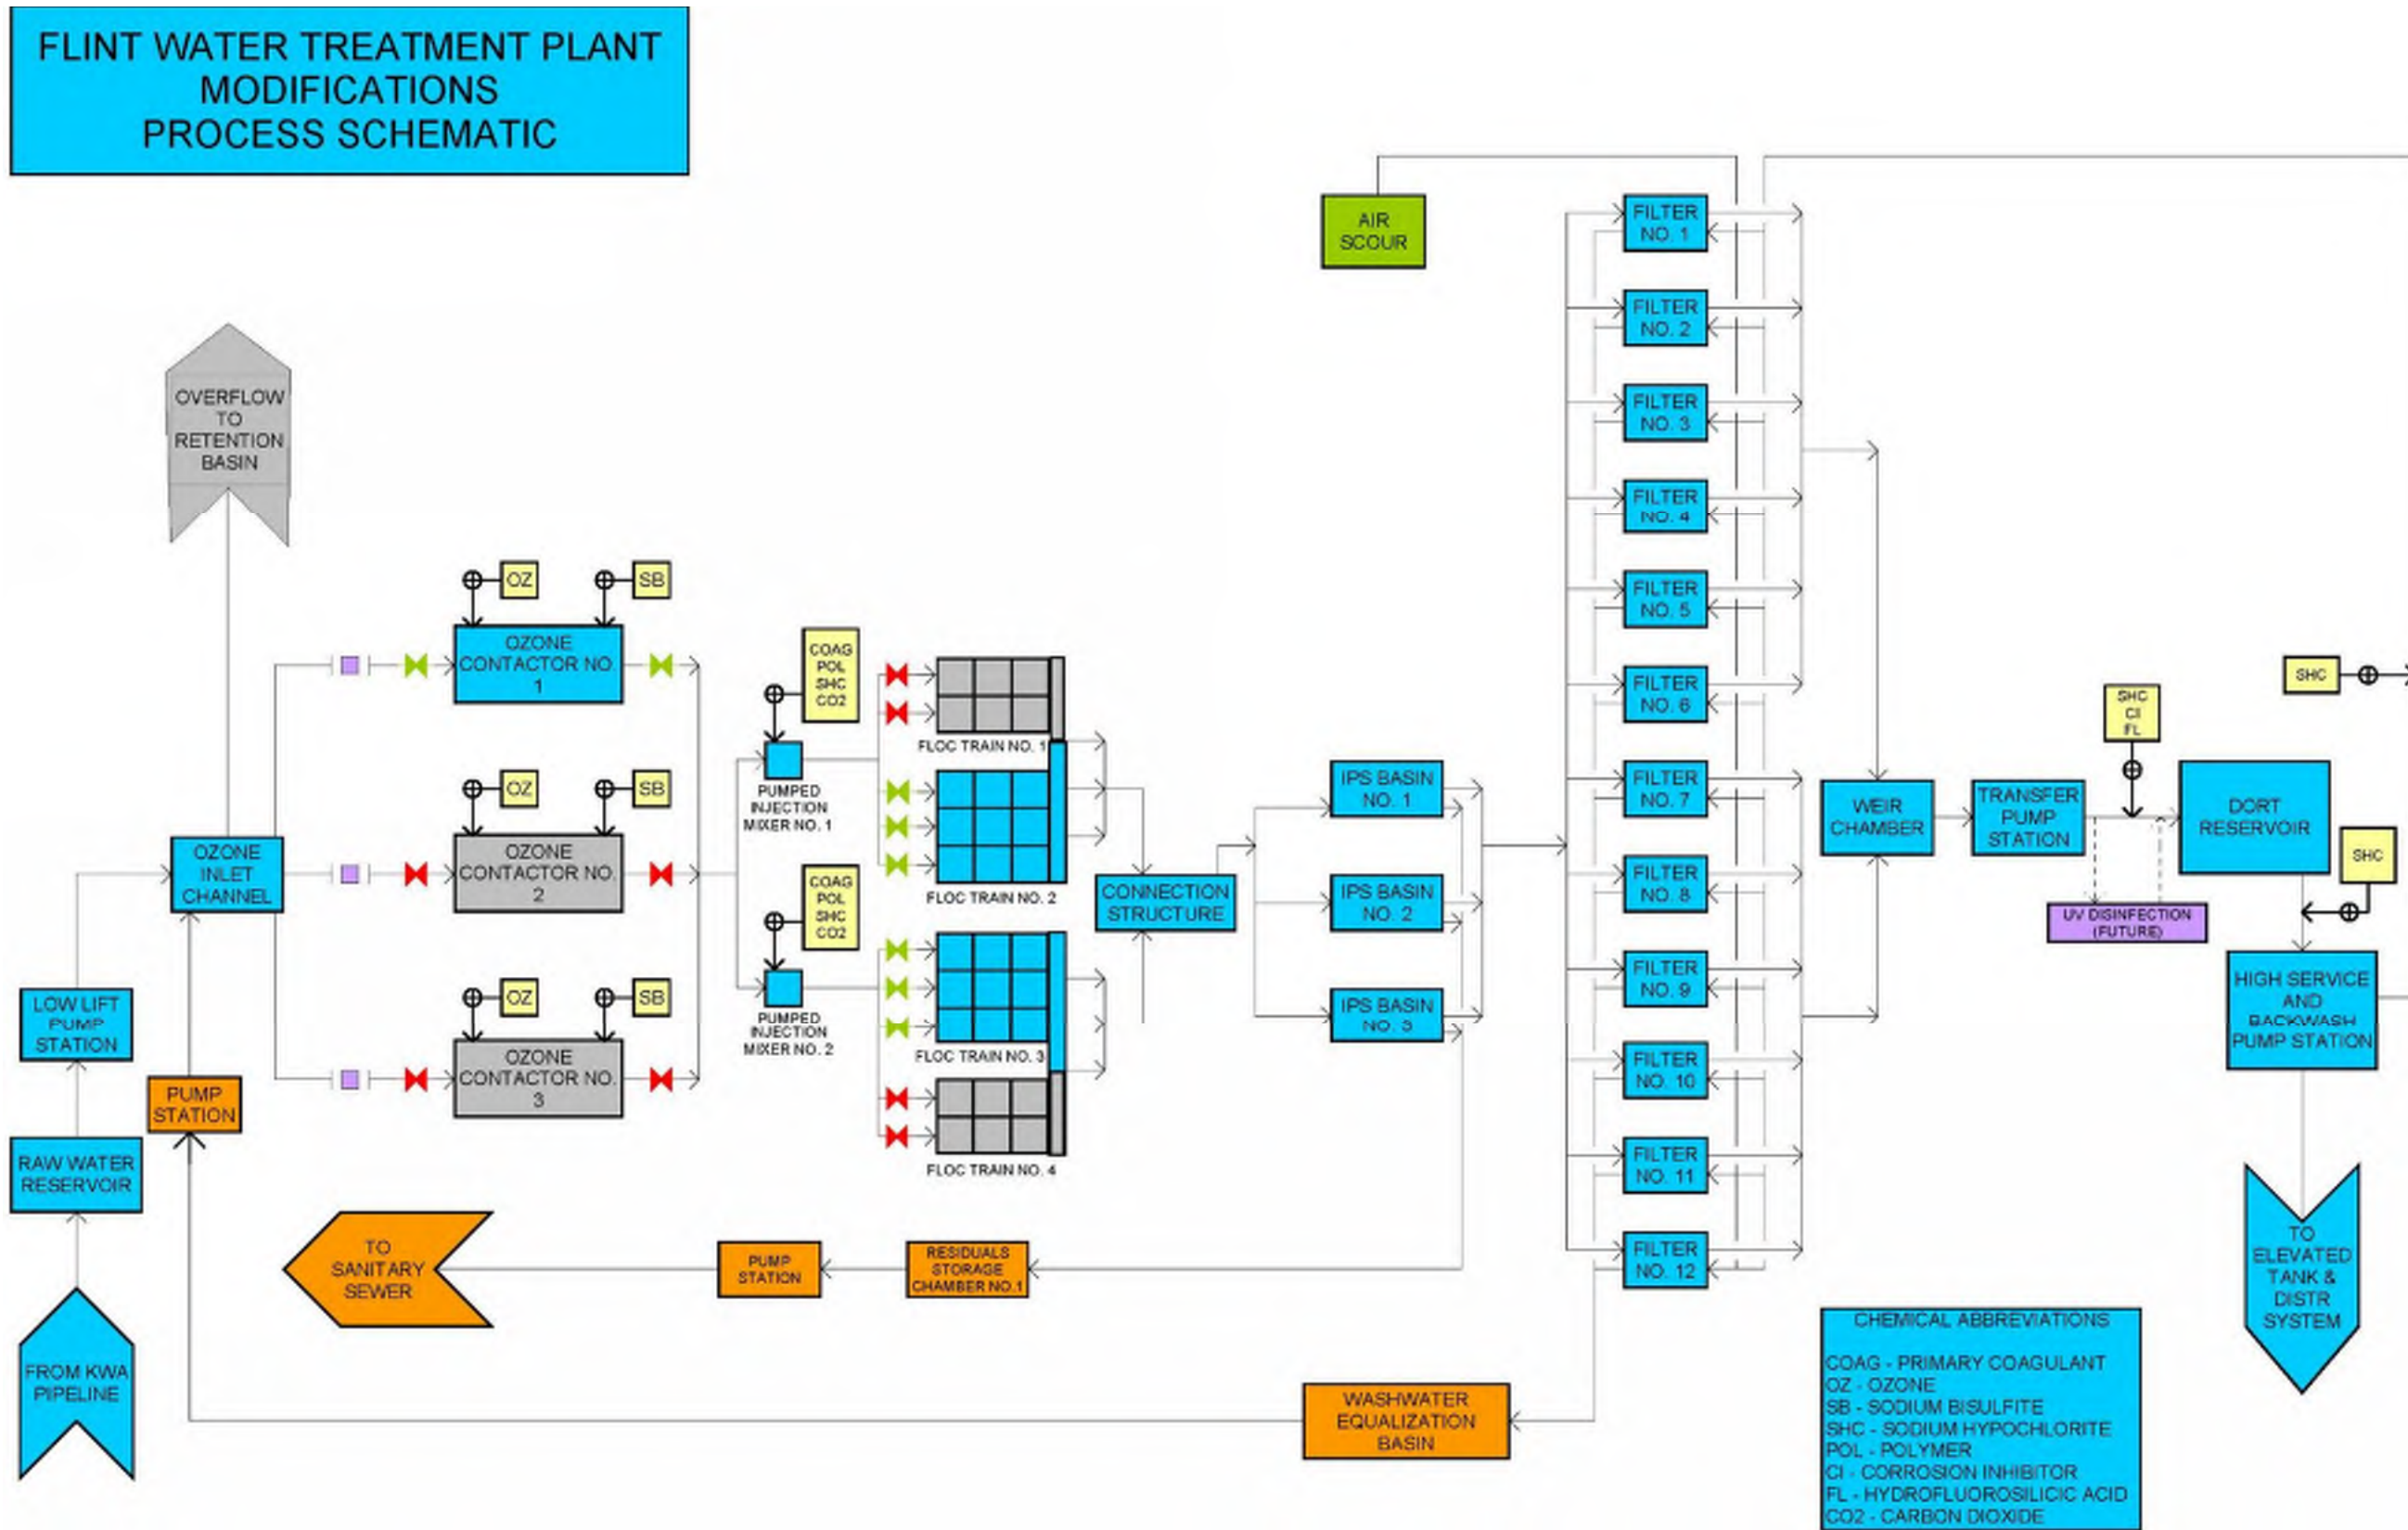 FLINT WATER TREATMENT PLANT
MODIFICATIONS
PROCESS SCHEMATIC
AIR
SCOUR
OVERFLOW
TO
RETENTION
BASIN
OZ
SB
OZONE
CONTACTOR NO.
1
OZ
SB
OZONE
CONTACTOR NO.
2
OZ
SB
OZONE
CONTACTOR NO.
3
OZONE
INLET
CHANNEL
LOW LIFT
PUMP
STATION
PUMP
STATION
RAW WATER
RESERVOIR
FROM KWA
PIPELINE
COAG
POL
SHC
CO2
PUMPED
INJECTION
MIXER NO. 1
COAG
POL
SHC
CO2
PUMPED
INJECTION
MIXER NO. 2
FLOC TRAIN NO. 1
FLOC TRAIN NO. 2
FLOC TRAIN NO. 3
FLOC TRAIN NO. 4
CONNECTION
STRUCTURE
IPS BASIN
NO. 1
IPS BASIN
NO. 2
IPS BASIN
NO. 3
TO
SANITARY
SEWER
PUMP
STATION
RESIDUALS
STORAGE
CHAMBER NO.1
WASHWATER
EQUALIZATION
BASIN
FILTER
NO. 1
FILTER
NO. 2
FILTER
NO. 3
FILTER
NO. 4
FILTER
NO. 5
FILTER
NO. 6
FILTER
NO. 7
FILTER
NO. 8
FILTER
NO. 9
FILTER
NO. 10
FILTER
NO. 11
FILTER
NO. 12
WEIR
CHAMBER
TRANSFER
PUMP
STATION
SHC
CI
FL
UV DISINFECTION
(FUTURE)
DORT
RESERVOIR
SHC
SHC
HIGH SERVICE
AND
BACKWASH
PUMP STATION
TO
ELEVATED
TANK &
DISTR
SYSTEM
CHEMICAL ABBREVIATIONS
COAG - PRIMARY COAGULANT
OZ - OZONE
SB - SODIUM BISULFITE
SHC - SODIUM HYPOCHLORITE
POL - POLYMER
CI - CORROSION INHIBITOR
FL - HYDROFLUOROSILICIC ACID
CO2 - CARBON DIOXIDE